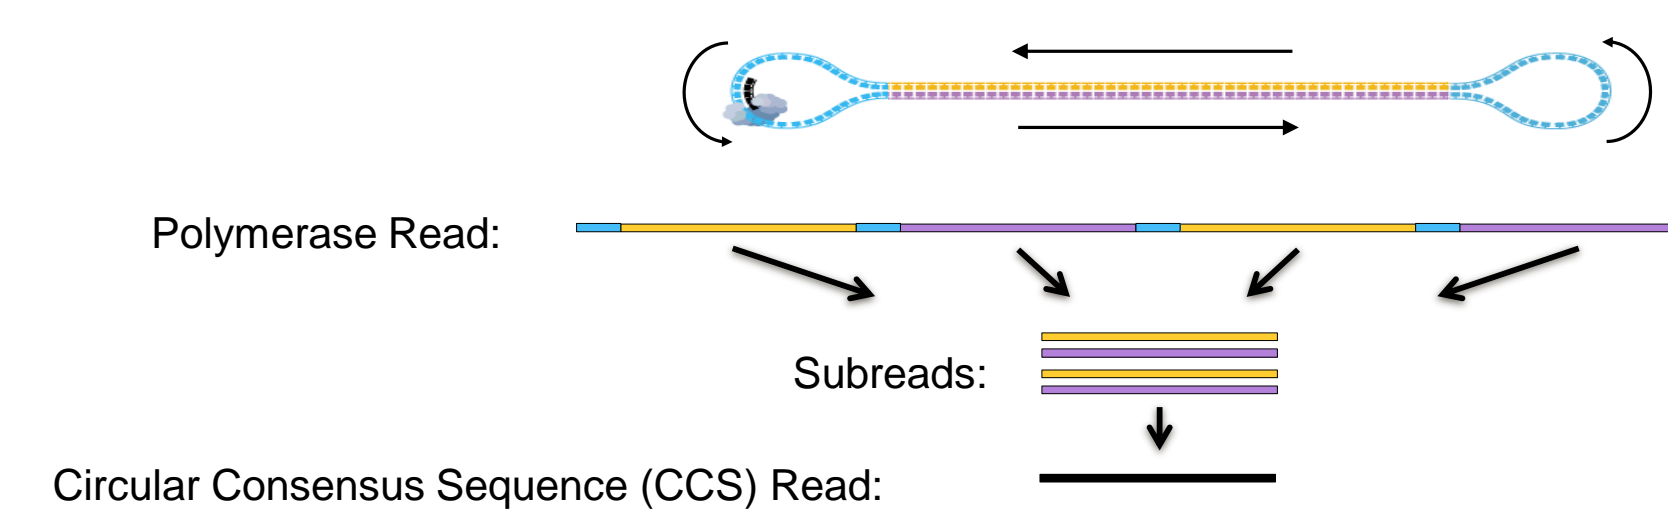 Polymerase Read:
Subreads:
Circular Consensus Sequence (CCS) Read: